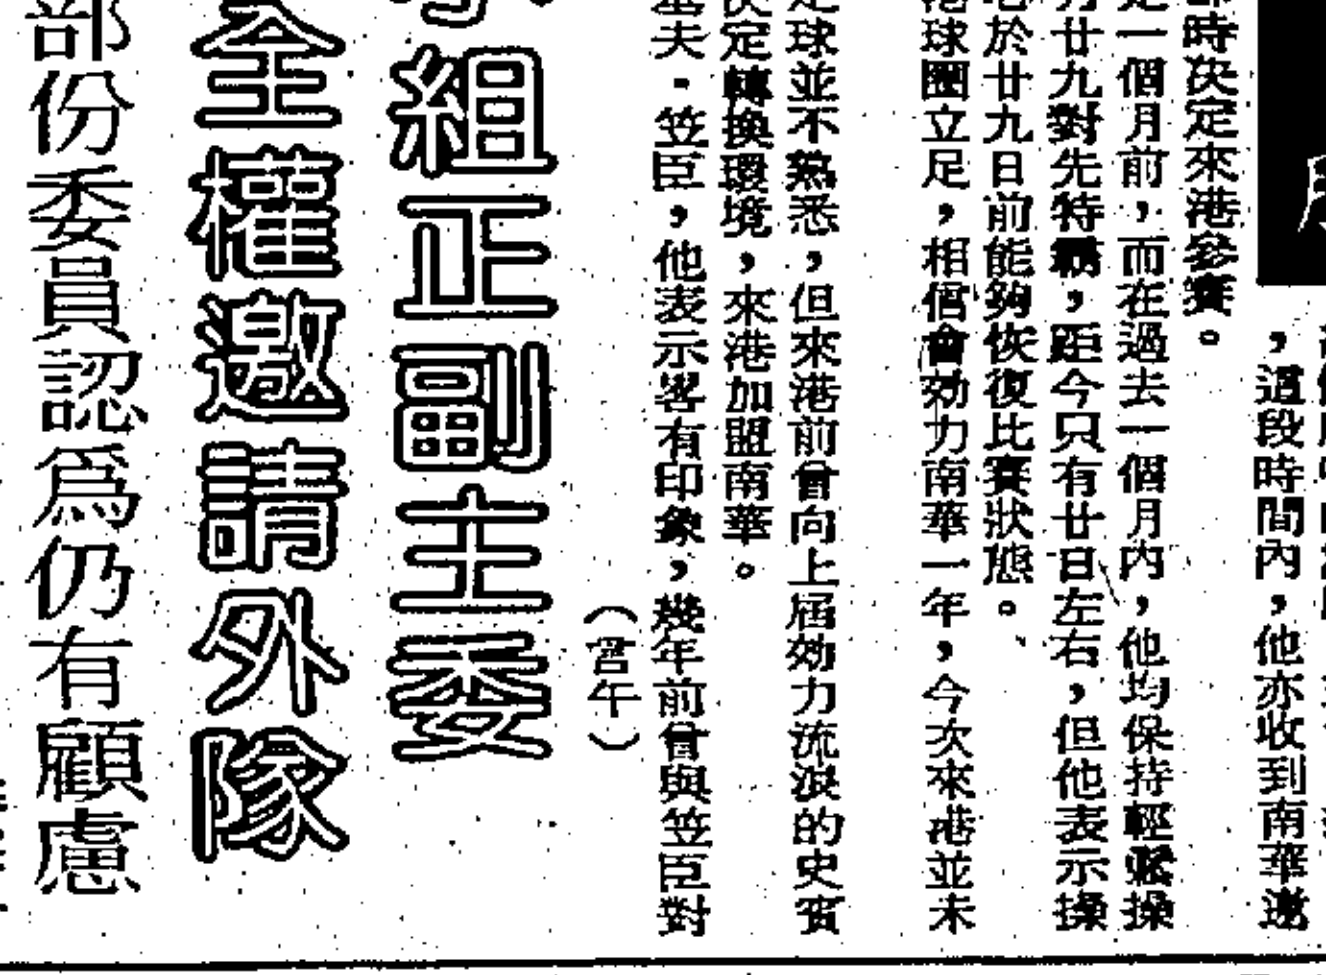 ，這段時間內，他亦收到南華邀
時決定來港參賽。
一個月前，而在過去一個月內，他均保持輕鬆操
廿九對先特騎，距今只有廿日左右，但他表示操
於廿九日前能夠恢復比賽狀態。
球圈立足，相信會効力南華一年，今次來港並未
球並不熟悉，但來港前曾向上屆効力流浪的史賓
定轉換環境，來港加盟南華。
夫．笠臣，他表示畧有印象，幾年前曾與笠臣對
（宮午）
組正副主委
全權邀請外隊
部份委員認爲仍有顧慮